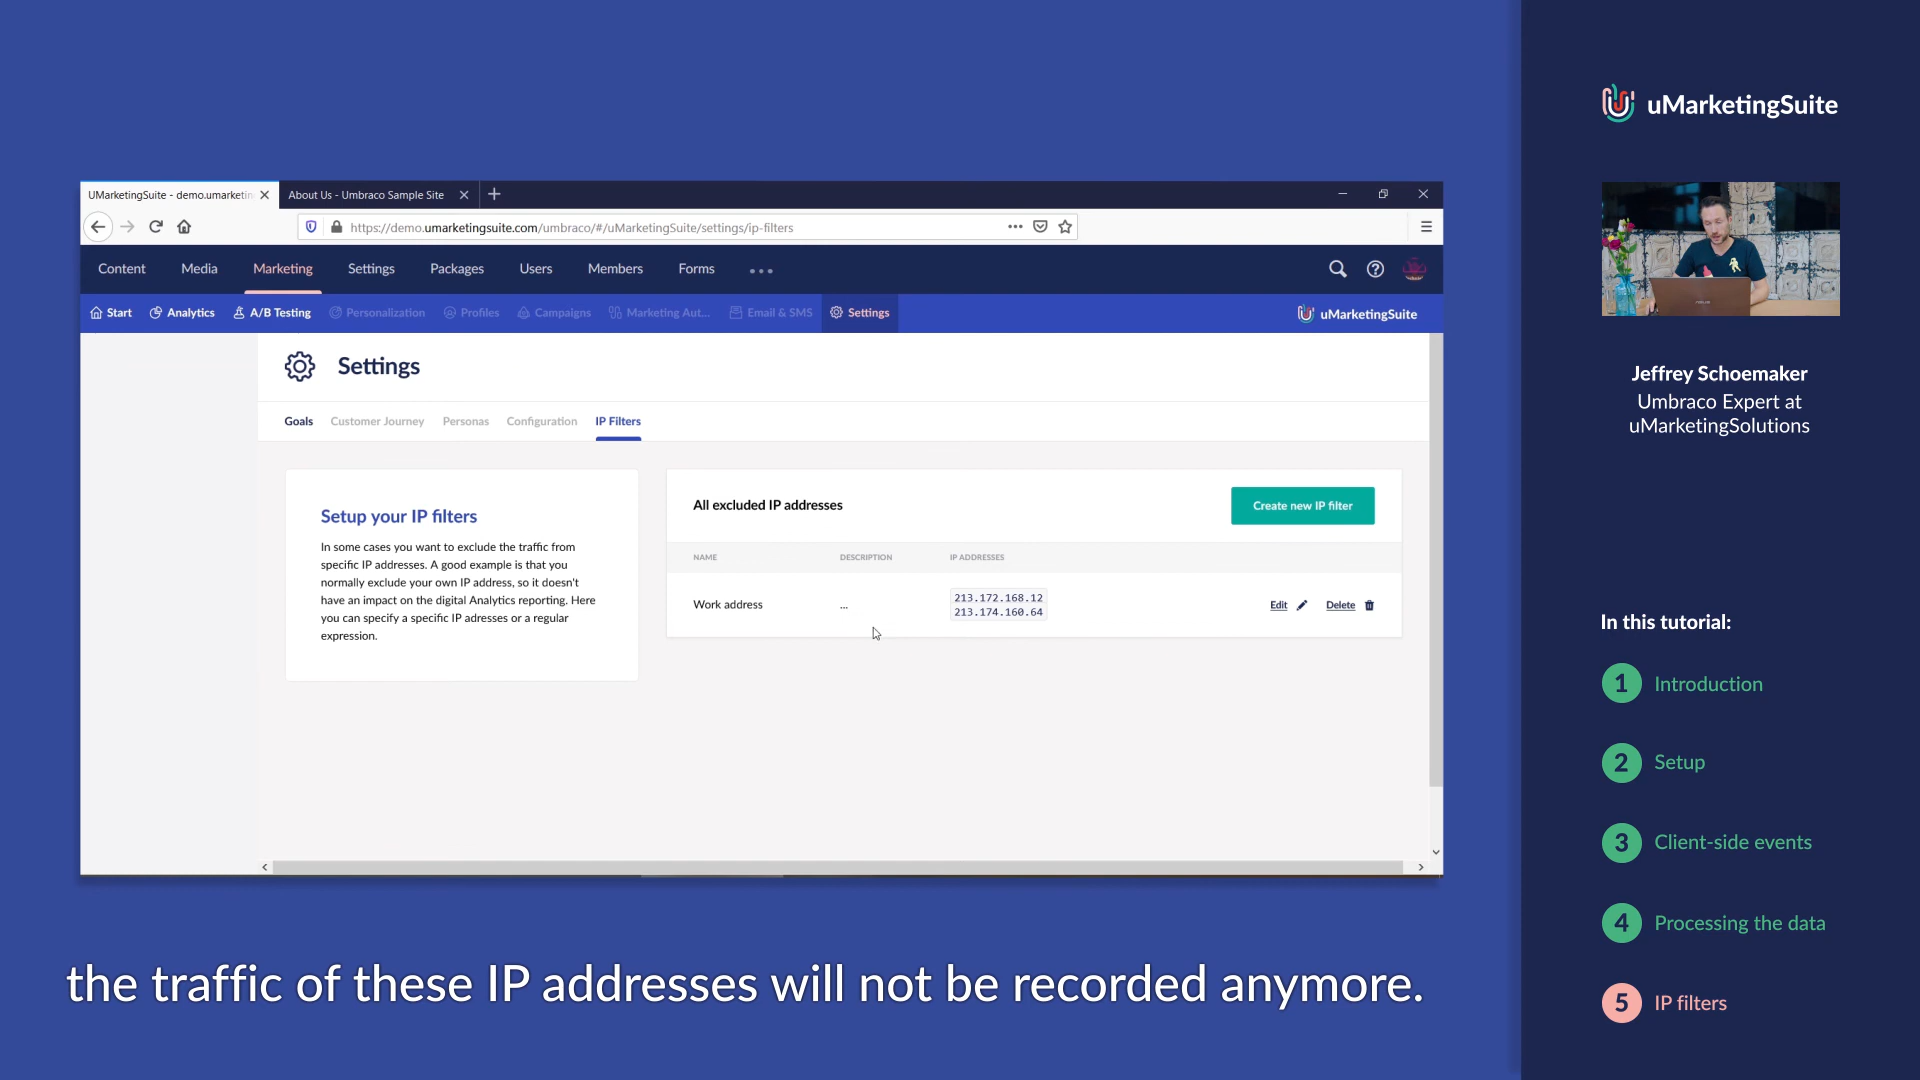 uMarketingSuite
UMarketingSuite - demo.umarketin
About Us - Umbraco Sample Site
https://demo.umarketingsuite.com/umbraco/#/uMarketingSuite/settings/ip-filters
Content Media Marketing Settings Packages Users Members Forms
Start Analytics A/B Testing Personalization Profiles Campaigns Marketing Aut... Email & SMS Settings uMarketingSuite
Settings
Goals Customer Journey Personas Configuration IP Filters
Setup your IP filters
In some cases you want to exclude the traffic from
specific IP addresses. A good example is that you
normally exclude your own IP address, so it doesn't
have an impact on the digital Analytics reporting. Here
you can specify a specific IP adresses or a regular
expression.
All excluded IP addresses
Create new IP filter
NAME DESCRIPTION IP ADDRESSES
Work address ... 213.172.168.12
213.174.160.64
Edit Delete
the traffic of these IP addresses will not be recorded anymore.
Jeffrey Schoemaker
Umbraco Expert at
uMarketingSolutions
In this tutorial:
1 Introduction
2 Setup
3 Client-side events
4 Processing the data
5 IP filters